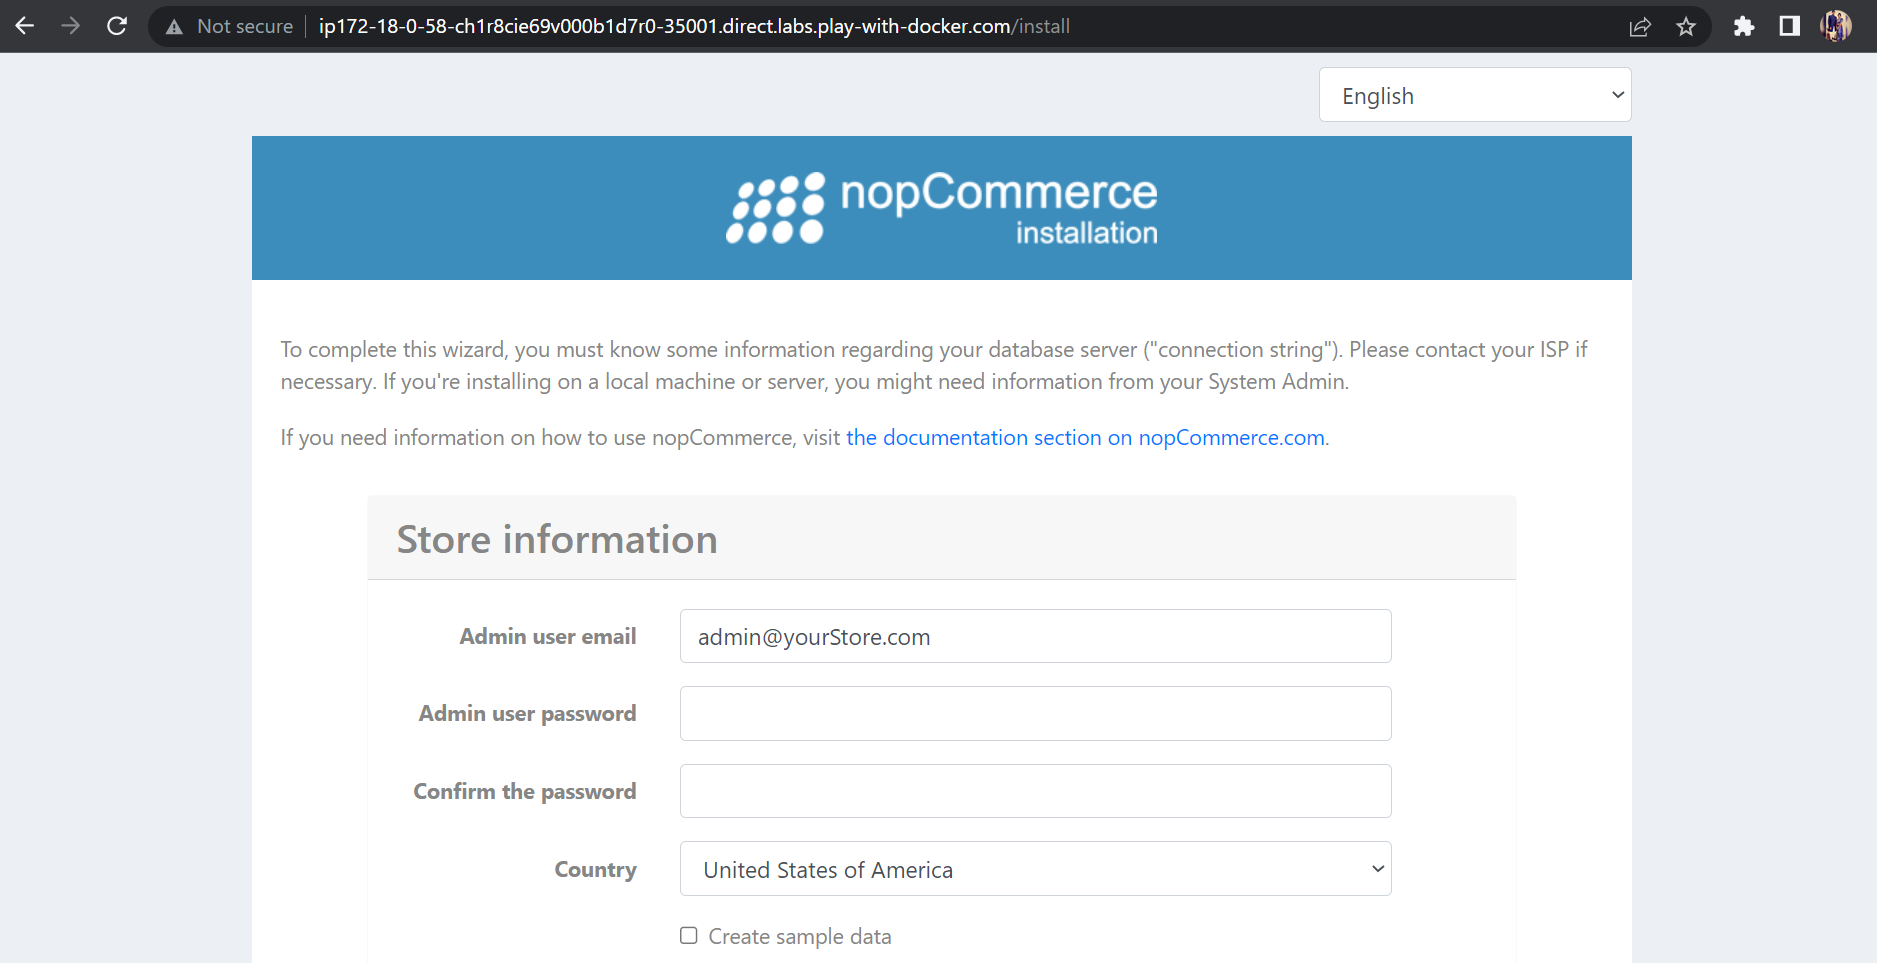 Not secure ip172-18-0-58-ch1r8cie69v000b1d7r0-35001.direct.labs.play-with-docker.com/install
English
nopCommerce
installation
To complete this wizard, you must know some information regarding your database server ("connection string"). Please contact your ISP if
necessary. If you're installing on a local machine or server, you might need information from your System Admin.
If you need information on how to use nopCommerce, visit the documentation section on nopCommerce.com.
Store information
Admin user email admin@yourStore.com
Admin user password
Confirm the password
Country United States of America
Create sample data